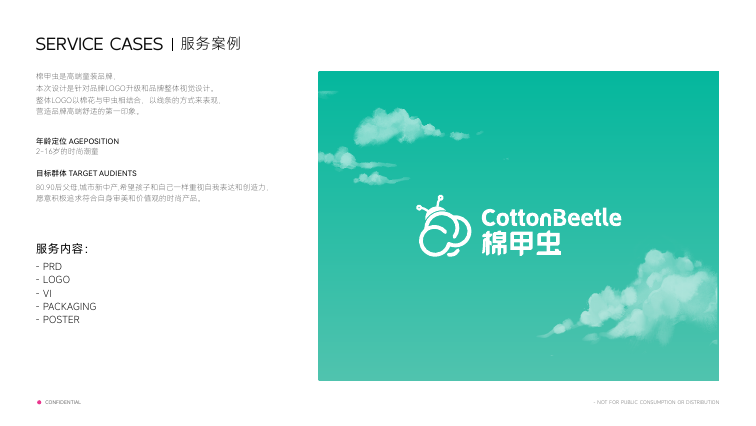 SERVICE CASES | 服务案例
棉甲虫是高端童装品牌,
本次设计是针对品牌LOGO升级和品牌整体视觉设计。
整体LOGO以棉花与甲虫相结合，以线条的方式来表现,
营造品牌高端舒适的第一印象。
年龄定位 AGEPOSITION
2-16岁的时尚潮童
目标群体 TARGET AUDIENTS
80.90后父母,城市新中产,希望孩子和自己一样重视自我表达和创造力,
愿意积极追求符合自身审美和价值观的时尚产品。
服务内容：
- PRD
- LOGO
- VI
- PACKAGING
- POSTER
CottonBeetle
棉甲虫
CONFIDENTIAL
- NOT FOR PUBLIC CONSUMPTION OR DISTRIBUTION